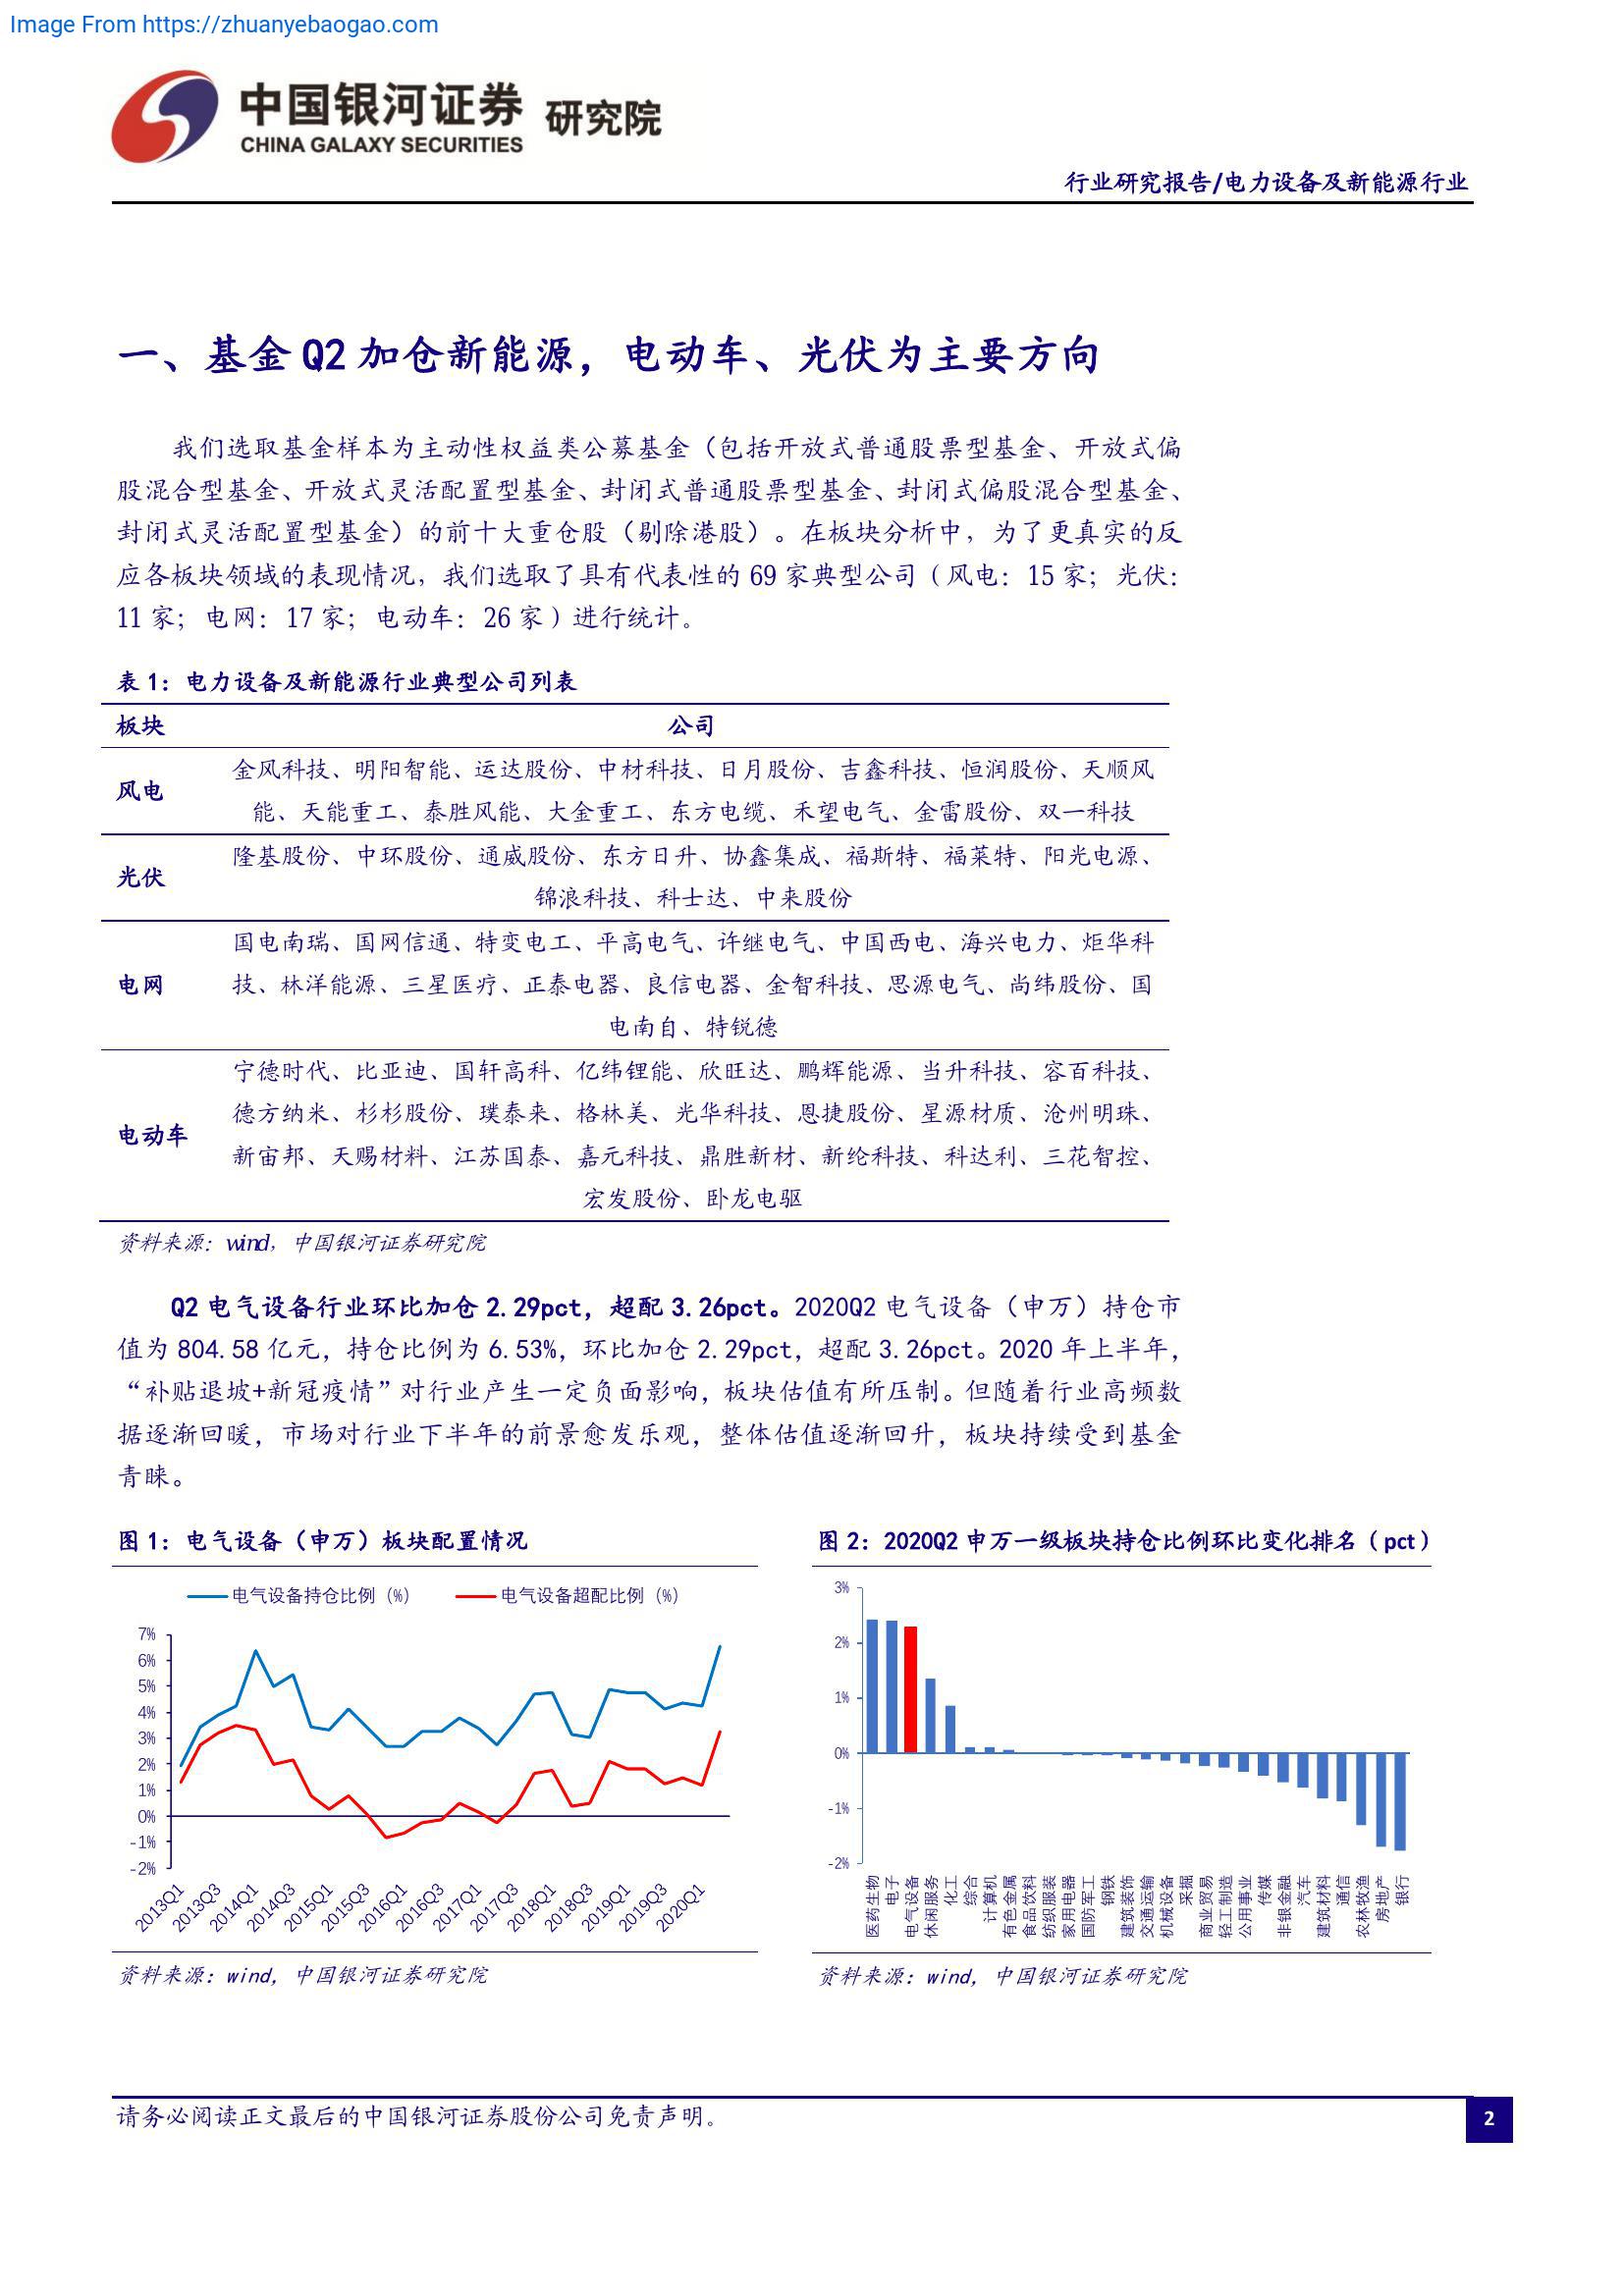 Image From https://zhuanyebaogao.com
中国银河证券 研究院
CHINA GALAXY SECURITIES
行业研究报告/电力设备及新能源行业
一、基金 Q2 加仓新能源，电动车、光伏为主要方向
我们选取基金样本为主动性权益类公募基金（包括开放式普通股票型基金、开放式偏
股混合型基金、开放式灵活配置型基金、封闭式普通股票型基金、封闭式偏股混合型基金、
封闭式灵活配置型基金）的前十大重仓股（剔除港股）。在板块分析中，为了更真实的反
应各板块领域的表现情况，我们选取了具有代表性的 69 家典型公司（风电：15 家；光伏：
11 家；电网：17 家；电动车：26 家）进行统计。
表 1：电力设备及新能源行业典型公司列表
板块 公司
风电
金风科技、明阳智能、运达股份、中材科技、日月股份、吉鑫科技、恒润股份、天顺风
能、天能重工、泰胜风能、大金重工、东方电缆、禾望电气、金雷股份、双一科技
光伏
隆基股份、中环股份、通威股份、东方日升、协鑫集成、福斯特、福莱特、阳光电源、
锦浪科技、科士达、中来股份
电网
国电南瑞、国网信通、特变电工、平高电气、许继电气、中国西电、海兴电力、炬华科
技、林洋能源、三星医疗、正泰电器、良信电器、金智科技、思源电气、尚纬股份、国
电南自、特锐德
电动车
宁德时代、比亚迪、国轩高科、亿纬锂能、欣旺达、鹏辉能源、当升科技、容百科技、
德方纳米、杉杉股份、璞泰来、格林美、光华科技、恩捷股份、星源材质、沧州明珠、
新宙邦、天赐材料、江苏国泰、嘉元科技、鼎胜新材、新纶科技、科达利、三花智控、
宏发股份、卧龙电驱
资料来源：wind，中国银河证券研究院
Q2 电气设备行业环比加仓 2.29pct，超配 3.26pct。2020Q2 电气设备（申万）持仓市
值为 804.58 亿元，持仓比例为 6.53%，环比加仓 2.29pct，超配 3.26pct。2020 年上半年，
“补贴退坡+新冠疫情”对行业产生一定负面影响，板块估值有所压制。但随着行业高频数
据逐渐回暖，市场对行业下半年的前景愈发乐观，整体估值逐渐回升，板块持续受到基金
青睐。
图 1：电气设备（申万）板块配置情况
电气设备持仓比例（%） 电气设备超配比例（%）
7%
6%
5%
4%
3%
2%
1%
0%
-1%
-2%
2013Q1
2013Q3
2014Q1
2014Q3
2015Q1
2015Q3
2016Q1
2016Q3
2017Q1
2017Q3
2018Q1
2018Q3
2019Q1
2019Q3
2020Q1
资料来源：wind，中国银河证券研究院
图 2：2020Q2 申万一级板块持仓比例环比变化排名（pct）
3%
2%
1%
0%
-1%
-2%
医药生物
电子
电气设备
休闲服务
化工
综合
计算机
有色金属
食品饮料
纺织服装
家用电器
国防军工
钢铁
建筑装饰
交通运输
机械设备
采掘
商业贸易
轻工制造
公用事业
传媒
非银金融
汽车
建筑材料
通信
农林牧渔
房地产
银行
资料来源：wind，中国银河证券研究院
请务必阅读正文最后的中国银河证券股份公司免责声明。
2